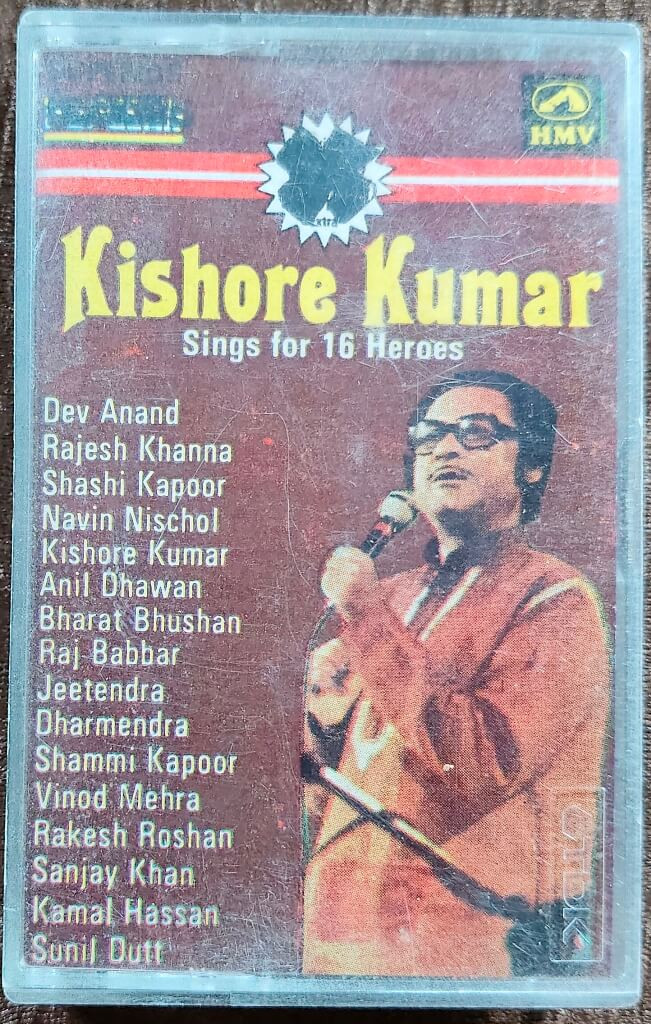 HMV
xtra
Kishore Kumar
Sings for 16 Heroes
Dev Anand
Rajesh Khanna
Shashi Kapoor
Navin Nischol
Kishore Kumar
Anil Dhawan
Bharat Bhushan
Raj Babbar
Jeetendra
Dharmendra
Shammi Kapoor
Vinod Mehra
Rakesh Roshan
Sanjay Khan
Kamal Hassan
Sunil Dutt
TDK